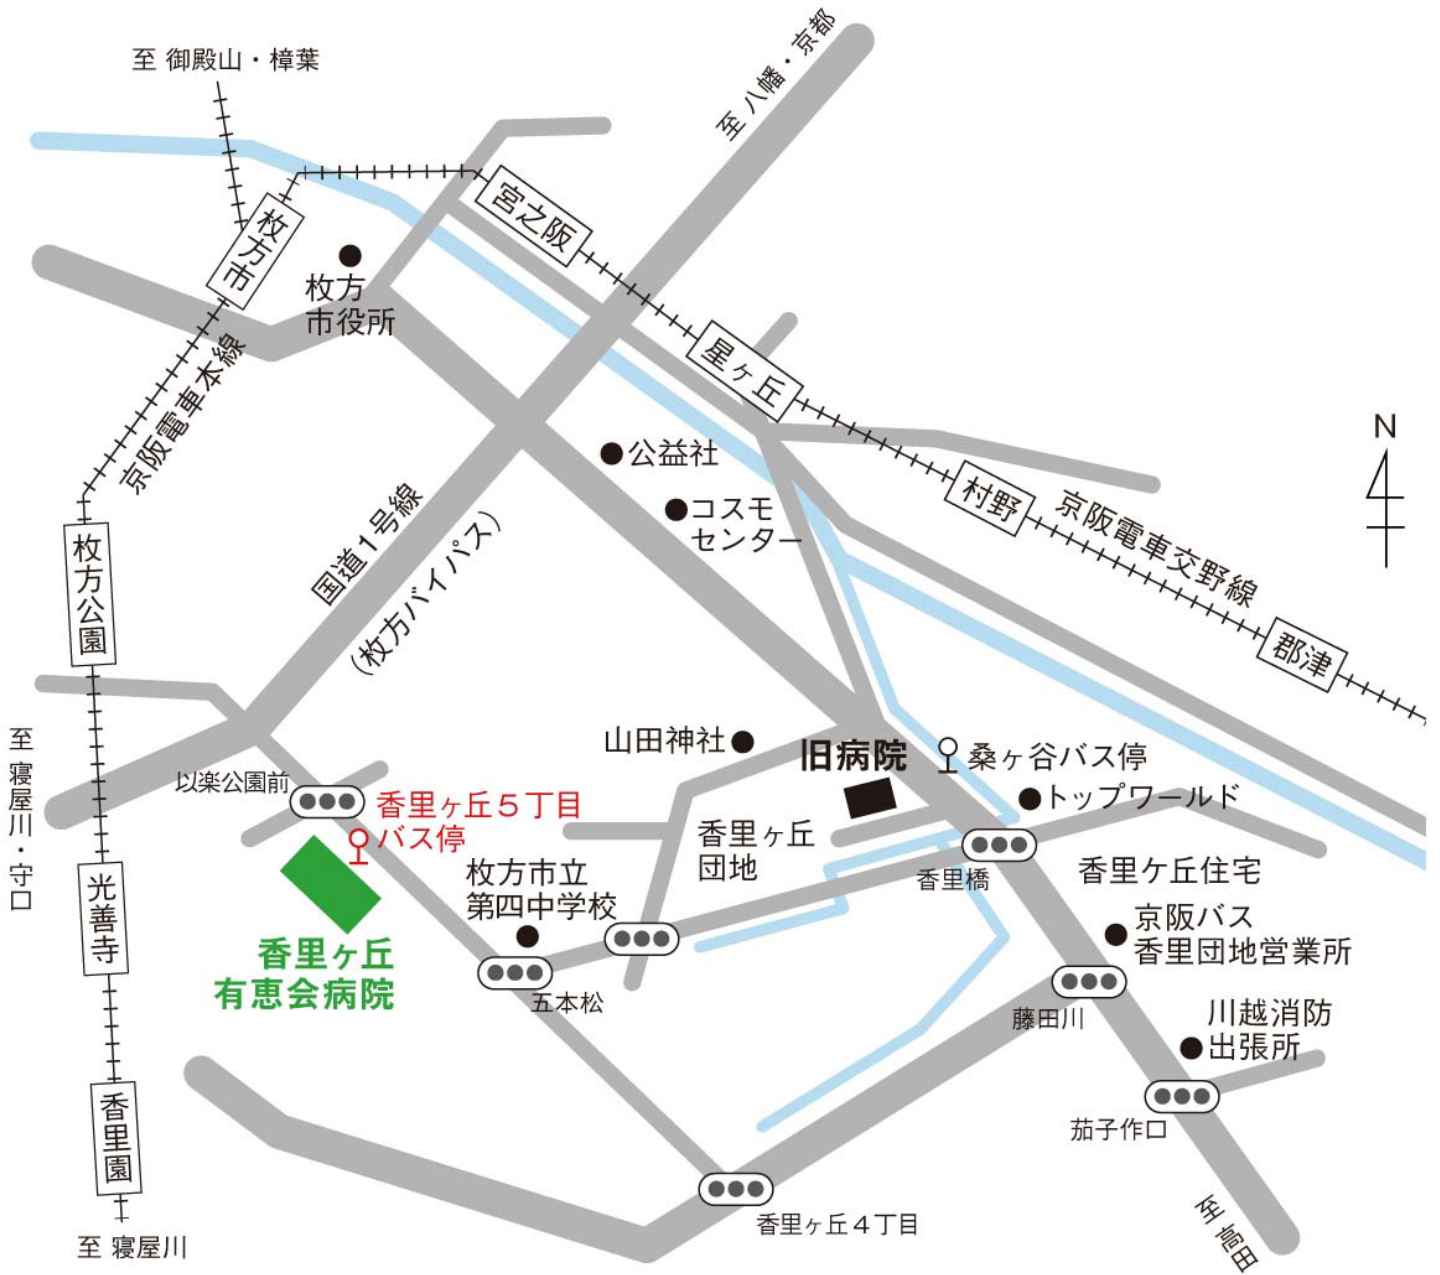 至 御殿山・樟葉
至 八幡・京都
宮之阪
枚方市
枚方
市役所
京阪電車本線
星ヶ丘
公益社
コスモ
センター
N
村野
京阪電車交野線
郡津
国道1号線
(枚方バイパス)
枚方公園
至 寝屋川・守口
以楽公園前
香里ヶ丘5丁目
バス停
山田神社
旧病院
桑ヶ谷バス停
トップワールド
香里ヶ丘
団地
香里橋
枚方市立
第四中学校
香里ケ丘住宅
京阪バス
香里団地営業所
光善寺
香里ヶ丘
有恵会病院
五本松
藤田川
川越消防
出張所
茄子作口
香里園
至 寝屋川
香里ヶ丘4丁目
至 高田